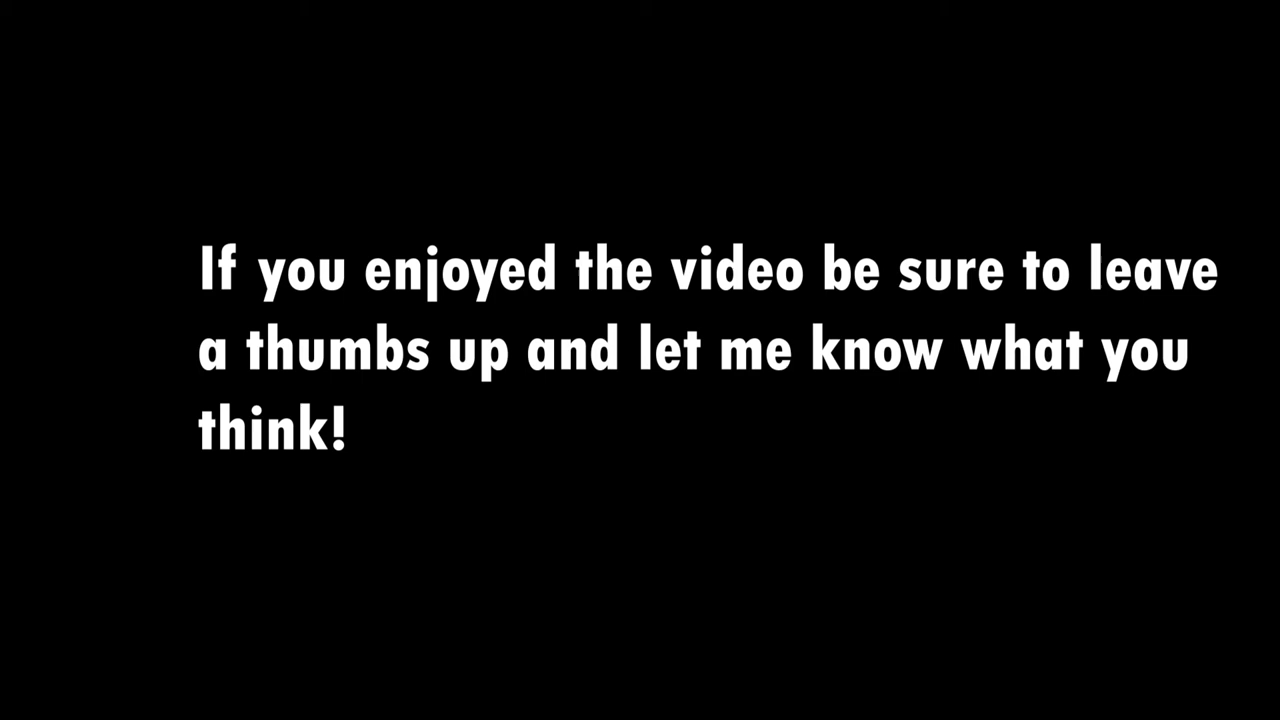 If you enjoyed the video be sure to leave
a thumbs up and let me know what you
think!